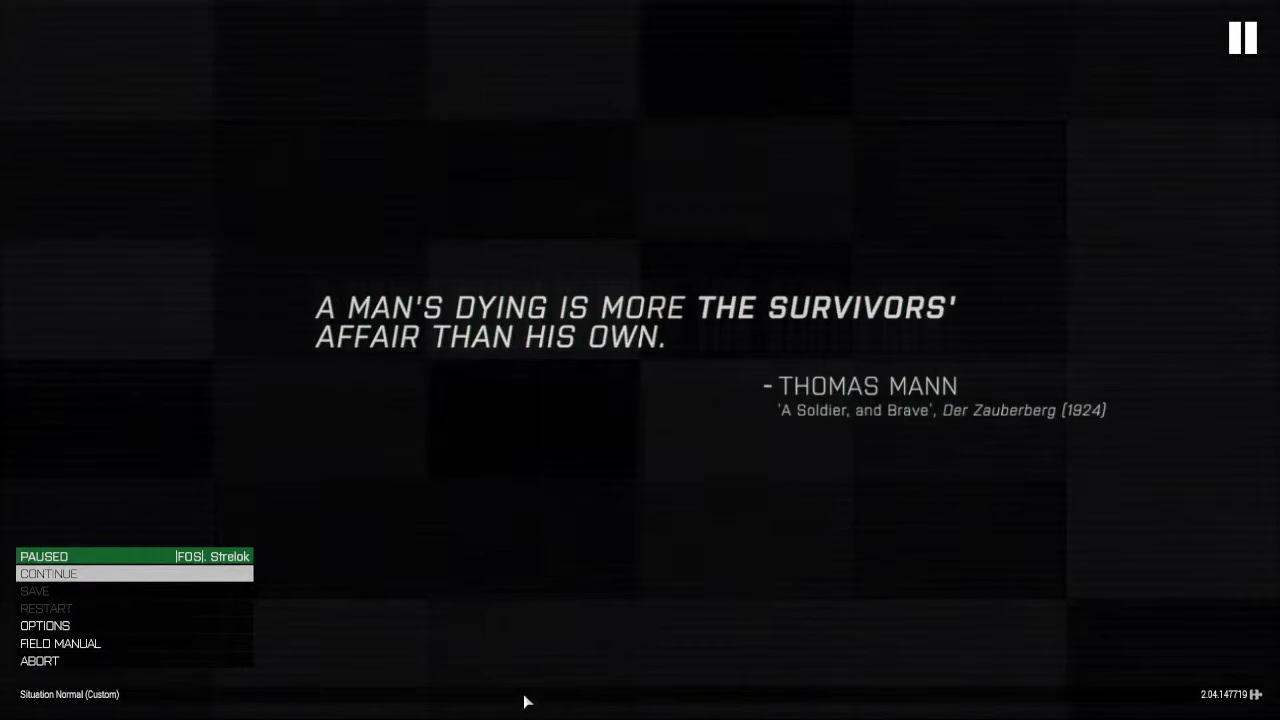 A MAN'S DYING IS MORE THE SURVIVORS'
AFFAIR THAN HIS OWN.
- THOMAS MANN
'A Soldier, and Brave', Der Zauberberg (1924)
PAUSED |FOS|. Strelok
CONTINUE
SAVE
RESTART
OPTIONS
FIELD MANUAL
ABORT
Situation Normal (Custom)
2.04.147719